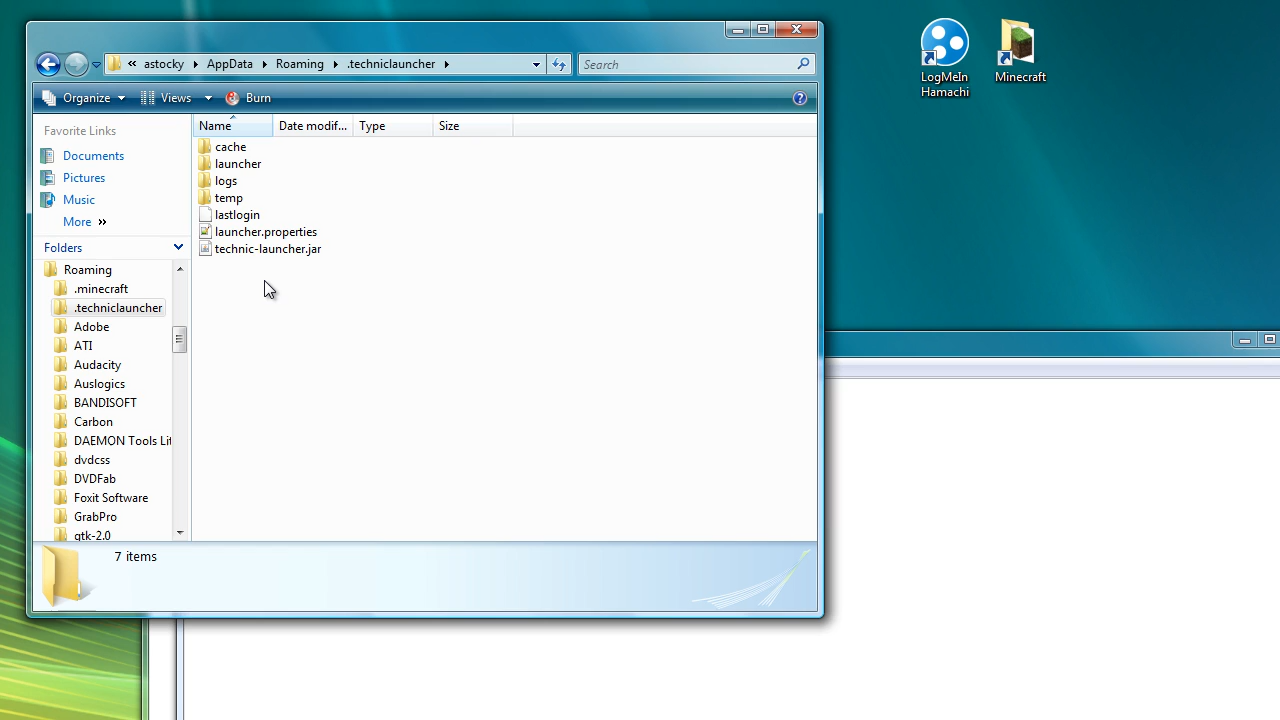 « astocky AppData Roaming .techniclauncher
Search
Organize Views Burn
Favorite Links
Documents
Pictures
Music
More »
Folders
Roaming
.minecraft
.techniclauncher
Adobe
ATI
Audacity
Auslogics
BANDISOFT
Carbon
DAEMON Tools Lit
dvdcss
DVDFab
Foxit Software
GrabPro
gtk-2.0
Name Date modif... Type Size
cache
launcher
logs
temp
lastlogin
launcher.properties
technic-launcher.jar
7 items
LogMeIn
Hamachi
Minecraft